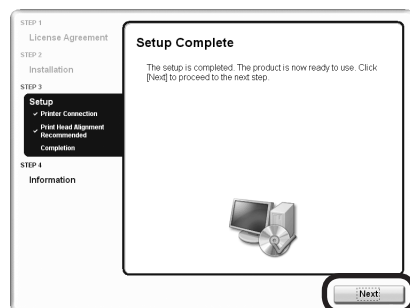 STEP 1
License Agreement
STEP 2
Installation
STEP 3
Setup
Printer Connection
Print Head Alignment
Recommended
Completion
STEP 4
Information
Setup Complete
The setup is completed. The product is now ready to use. Click
[Next] to proceed to the next step.
Next